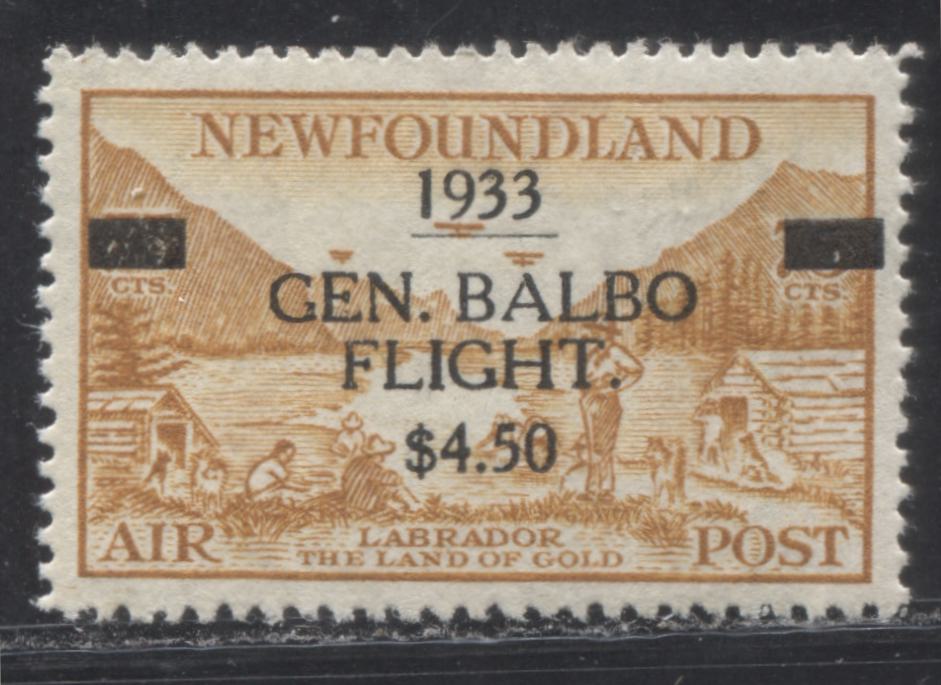 NEWFOUNDLAND
1933
CTS. CTS.
GEN. BALBO
FLIGHT.
$4.50
AIR POST
LABRADOR
THE LAND OF GOLD